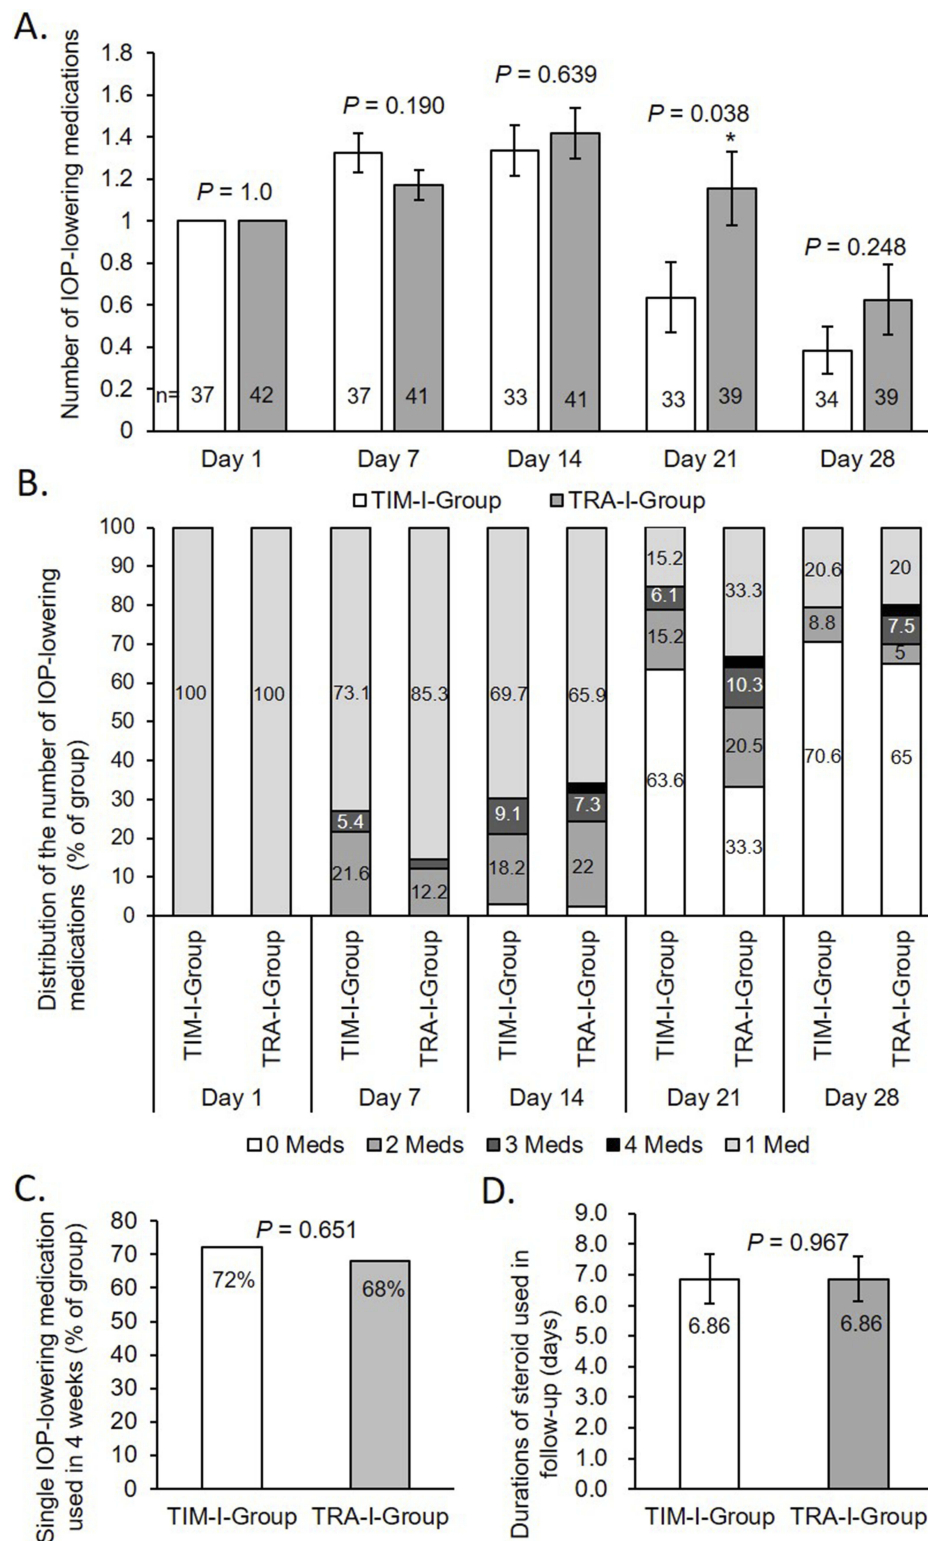 A.
Number of IOP-lowering medications
1.8
1.6
1.4
1.2
1
0.8
0.6
0.4
0.2
0
P = 1.0
P = 0.190
P = 0.639
P = 0.038
*
P = 0.248
n= 37 42 37 41 33 41 33 39 34 39
Day 1 Day 7 Day 14 Day 21 Day 28
TIM-I-Group TRA-I-Group
B.
Distribution of the number of IOP-lowering
medications (% of group)
100
90
80
70
60
50
40
30
20
10
0
100
100
73.1
5.4
21.6
85.3
12.2
69.7
9.1
18.2
65.9
7.3
22
15.2
6.1
15.2
63.6
33.3
10.3
20.5
33.3
20.6
8.8
70.6
20
7.5
5
65
TIM-I-Group TRA-I-Group TIM-I-Group TRA-I-Group TIM-I-Group TRA-I-Group TIM-I-Group TRA-I-Group TIM-I-Group TRA-I-Group
Day 1 Day 7 Day 14 Day 21 Day 28
0 Meds 2 Meds 3 Meds 4 Meds 1 Med
C.
Single IOP-lowering medication
used in 4 weeks (% of group)
80
70
60
50
40
30
20
10
0
P = 0.651
72%
68%
TIM-I-Group TRA-I-Group
D.
Durations of steroid used in
follow-up (days)
9.0
8.0
7.0
6.0
5.0
4.0
3.0
2.0
1.0
0.0
P = 0.967
6.86
6.86
TIM-I-Group TRA-I-Group